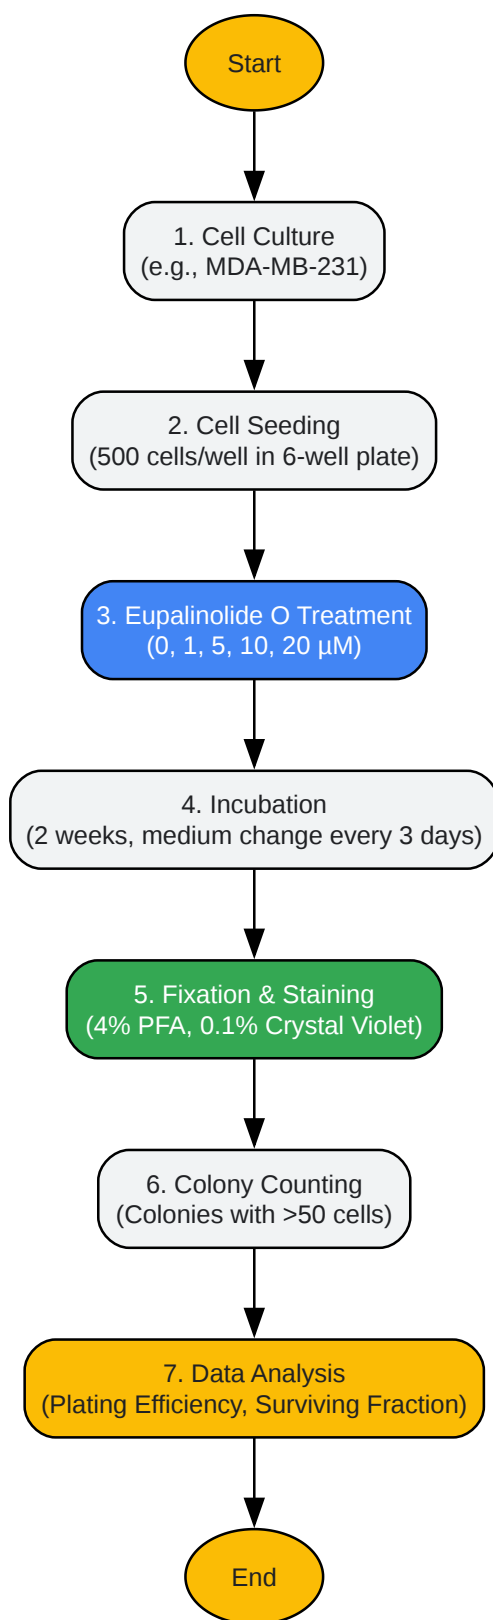 Start
1. Cell Culture
(e.g., MDA-MB-231)
2. Cell Seeding
(500 cells/well in 6-well plate)
3. Eupalinolide O Treatment
(0, 1, 5, 10, 20 µM)
4. Incubation
(2 weeks, medium change every 3 days)
5. Fixation & Staining
(4% PFA, 0.1% Crystal Violet)
6. Colony Counting
(Colonies with >50 cells)
7. Data Analysis
(Plating Efficiency, Surviving Fraction)
End